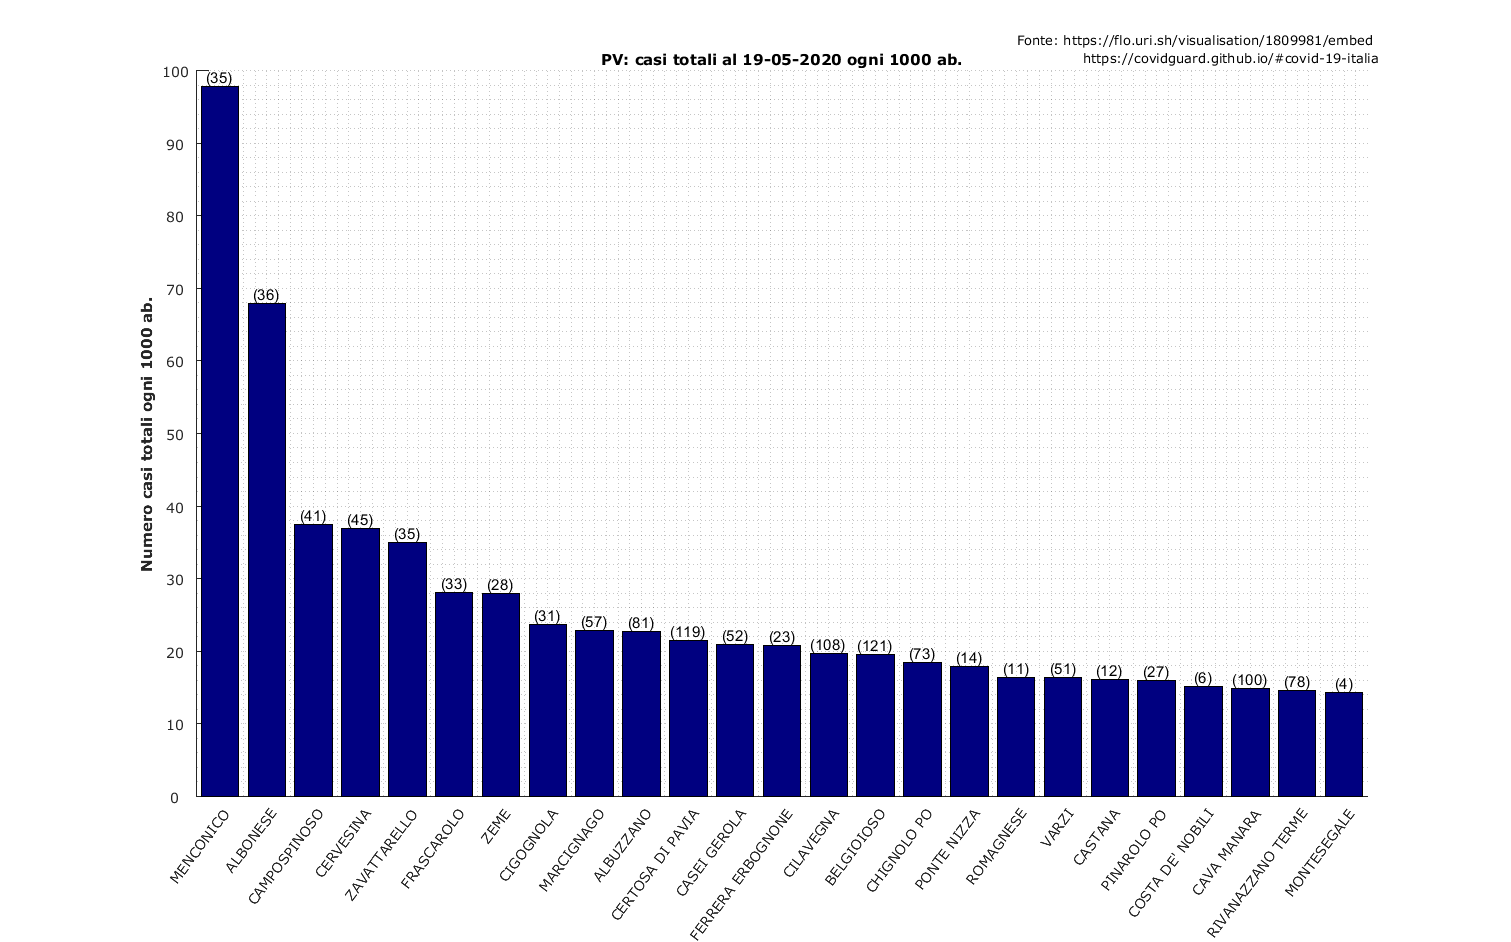 Fonte: https://flo.uri.sh/visualisation/1809981/embed
https://covidguard.github.io/#covid-19-italia
PV: casi totali al 19-05-2020 ogni 1000 ab.
Numero casi totali ogni 1000 ab.
100
90
80
70
60
50
40
30
20
10
0
(35)
(36)
(41)
(45)
(35)
(33)
(28)
(31)
(57)
(81)
(119)
(52)
(23)
(108)
(121)
(73)
(14)
(11)
(51)
(12)
(27)
(6)
(100)
(78)
(4)
MENCONICO
ALBONESE
CAMPOSPINOSO
CERVESINA
ZAVATTARELLO
FRASCAROLO
ZEME
CIGOGNOLA
MARCIGNAGO
ALBUZZANO
CERTOSA DI PAVIA
CASEI GEROLA
FERRERA ERBOGNONE
CILAVEGNA
BELGIOIOSO
CHIGNOLO PO
PONTE NIZZA
ROMAGNESE
VARZI
CASTANA
PINAROLO PO
COSTA DE' NOBILI
CAVA MANARA
RIVANAZZANO TERME
MONTESEGALE